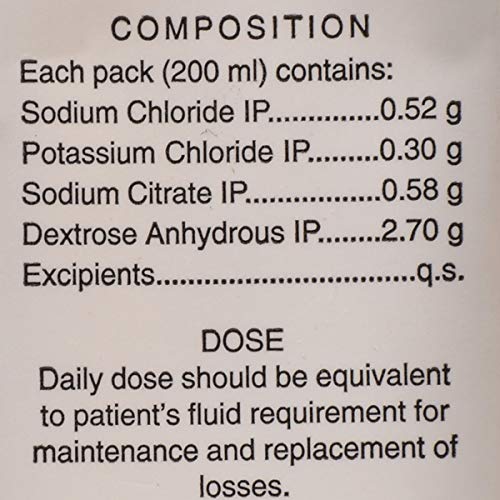 COMPOSITION
Each pack (200 ml) contains:
Sodium Chloride IP..............0.52 g
Potassium Chloride IP.........0.30 g
Sodium Citrate IP.................0.58 g
Dextrose Anhydrous IP........2.70 g
Excipients.................................q.s.
DOSE
Daily dose should be equivalent
to patient's fluid requirement for
maintenance and replacement of
losses.